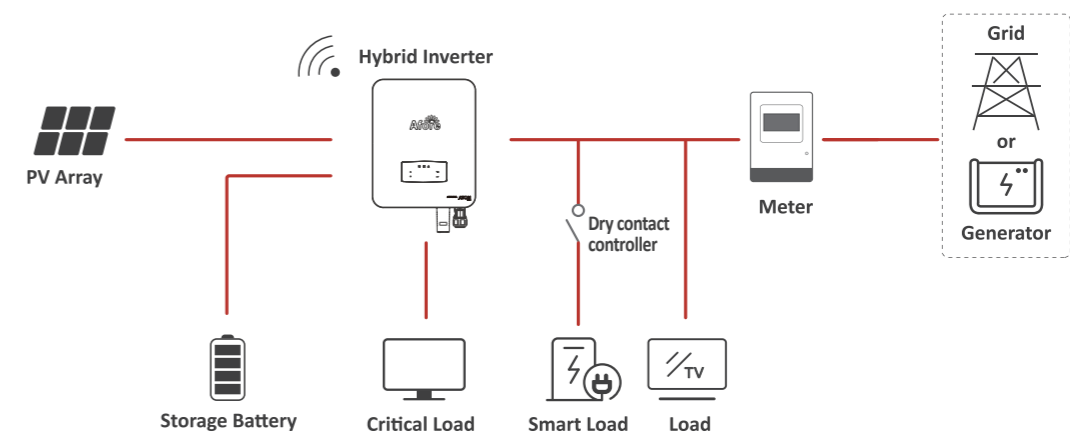 Hybrid Inverter
Grid
Afore
PV Array
or
Meter
Dry contact
controller
Generator
TV
Storage Battery
Critical Load
Smart Load
Load